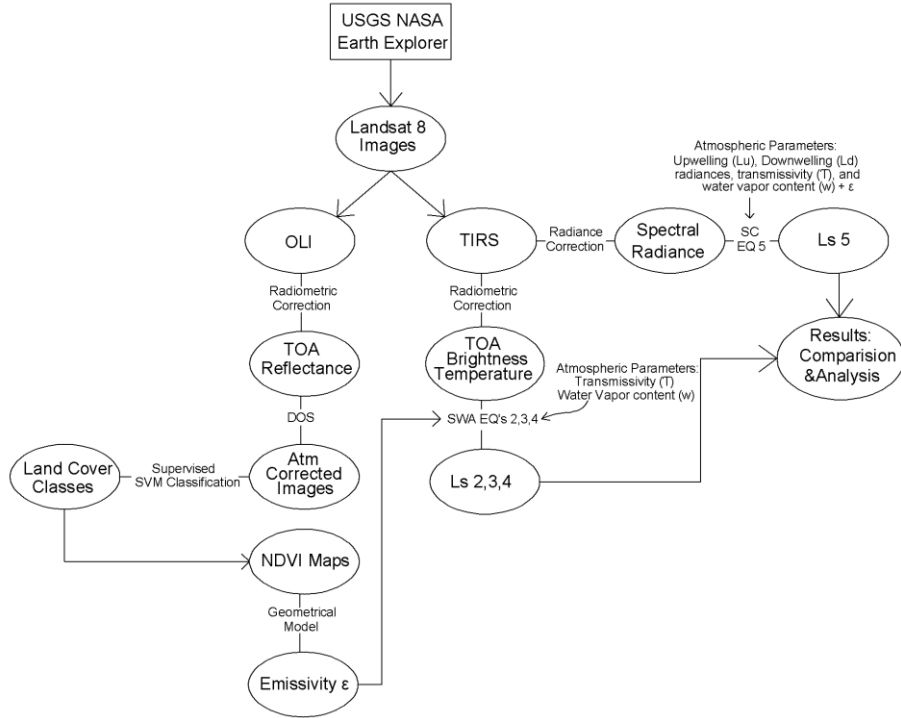 USGS NASA
Earth Explorer
Landsat 8
Images
Atmospheric Parameters:
Upwelling (Lu), Downwelling (Ld)
radiances, transmissivity (T), and
water vapor content (w) + ε
OLI
TIRS
Radiance
Correction
Spectral
Radiance
SC
EQ 5
Ls 5
Radiometric
Correction
Radiometric
Correction
TOA
Reflectance
TOA
Brightness
Temperature
Results:
Comparision
&Analysis
Atmospheric Parameters:
Transmissivity (T)
Water Vapor content (w)
DOS
SWA EQ's 2,3,4
Land Cover
Classes
Supervised
SVM Classification
Atm
Corrected
Images
Ls 2,3,4
NDVI Maps
Geometrical
Model
Emissivity ε